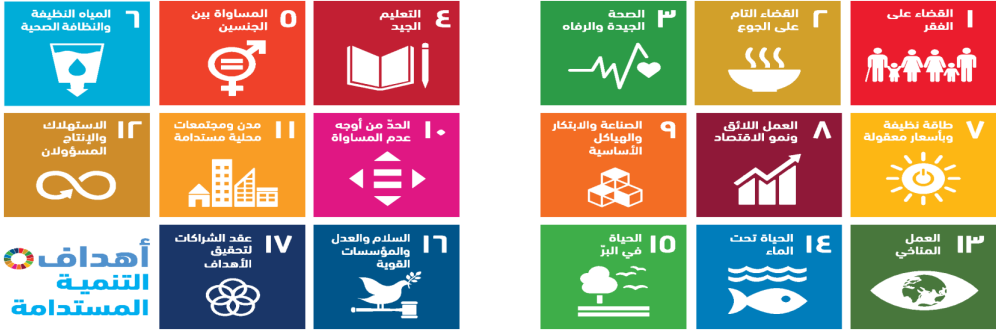 ١ القضاء على
الفقر
٢ القضاء التام
على الجوع
٣ الصحة
الجيدة والرفاه
٤ التعليم
الجيد
٥ المساواة بين
الجنسين
٦ المياه النظيفة
والنظافة الصحية
٧ طاقة نظيفة
وبأسعار معقولة
٨ العمل اللائق
ونمو الاقتصاد
٩ الصناعة والابتكار
والهياكل
الأساسية
١٠ الحدّ من أوجه
عدم المساواة
١١ مدن ومجتمعات
محلية مستدامة
١٢ الاستهلاك
والإنتاج
المسؤولان
١٣ العمل
المناخي
١٤ الحياة تحت
الماء
١٥ الحياة
في البرّ
١٦ السلام والعدل
والمؤسسات
القوية
١٧ عقد الشراكات
لتحقيق
الأهداف
أهداف
التنمية
المستدامة